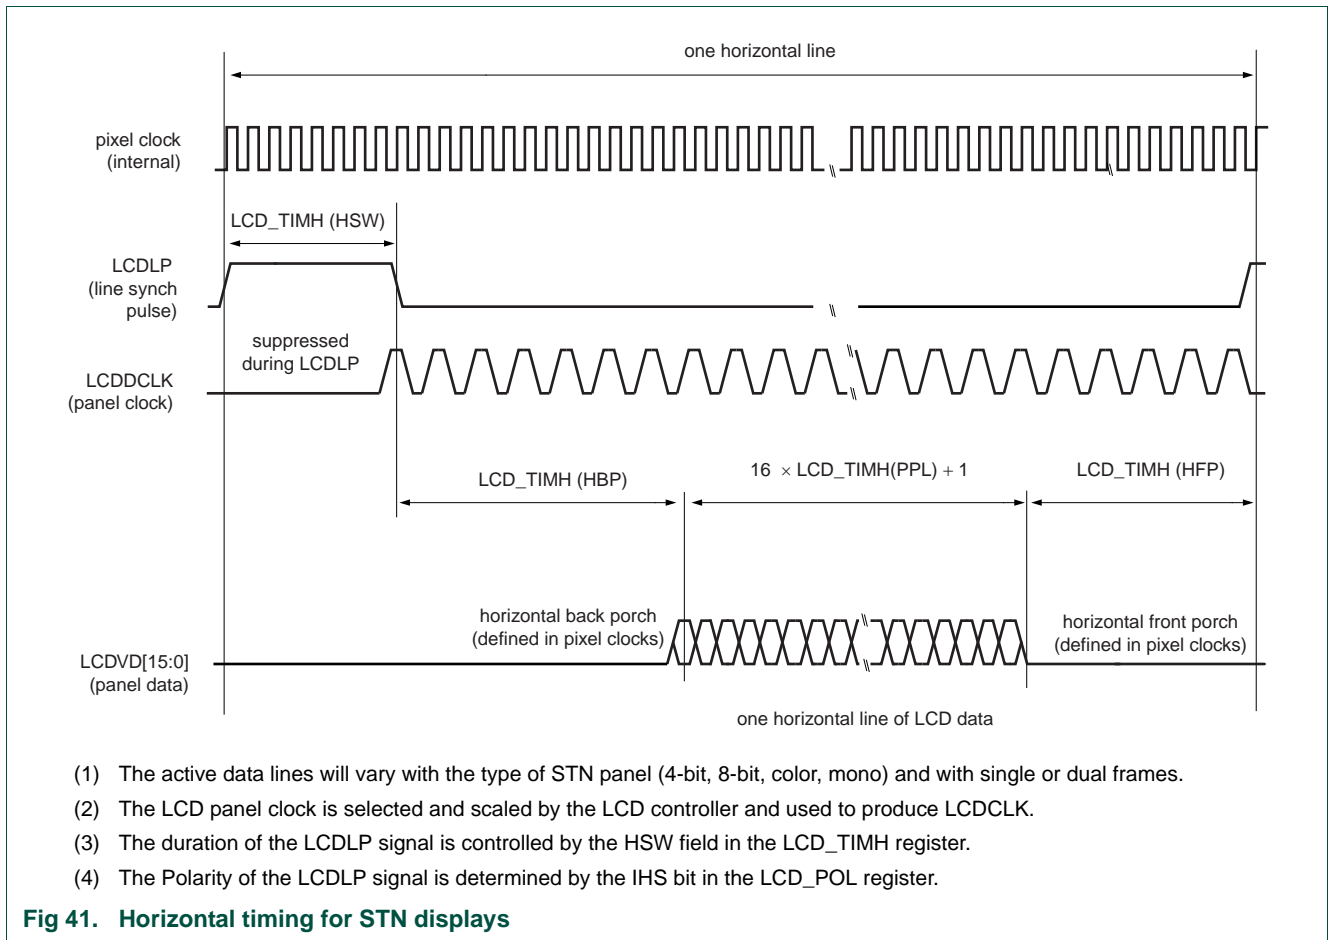 one horizontal line
pixel clock
(internal)
LCD_TIMH (HSW)
LCDLP
(line synch
pulse)
suppressed
during LCDLP
LCDDCLK
(panel clock)
LCD_TIMH (HBP)
16 × LCD_TIMH(PPL) + 1
LCD_TIMH (HFP)
horizontal back porch
(defined in pixel clocks)
horizontal front porch
(defined in pixel clocks)
LCDVD[15:0]
(panel data)
one horizontal line of LCD data
(1) The active data lines will vary with the type of STN panel (4-bit, 8-bit, color, mono) and with single or dual frames.
(2) The LCD panel clock is selected and scaled by the LCD controller and used to produce LCDCLK.
(3) The duration of the LCDLP signal is controlled by the HSW field in the LCD_TIMH register.
(4) The Polarity of the LCDLP signal is determined by the IHS bit in the LCD_POL register.
Fig 41. Horizontal timing for STN displays